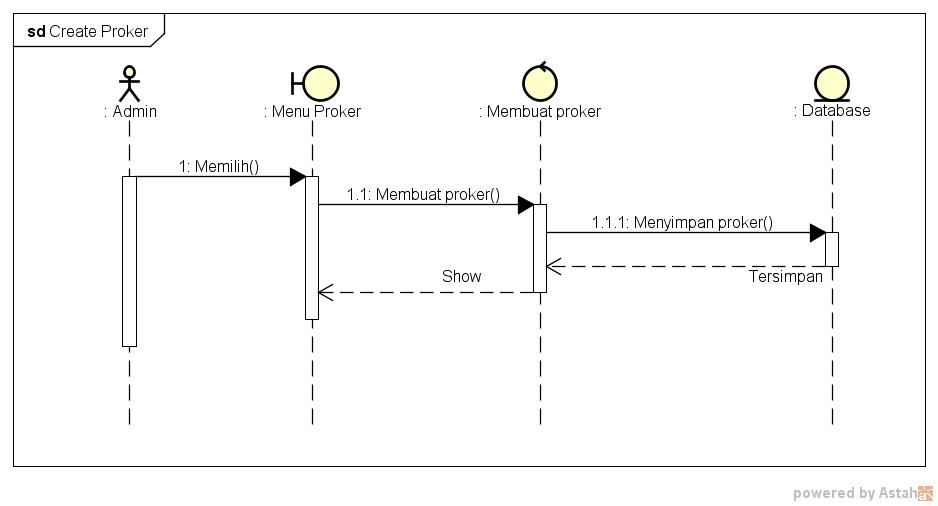 sd Create Proker
: Admin
: Menu Proker
: Membuat proker
: Database
1: Memilih()
1.1: Membuat proker()
1.1.1: Menyimpan proker()
Tersimpan
Show
powered by Astah